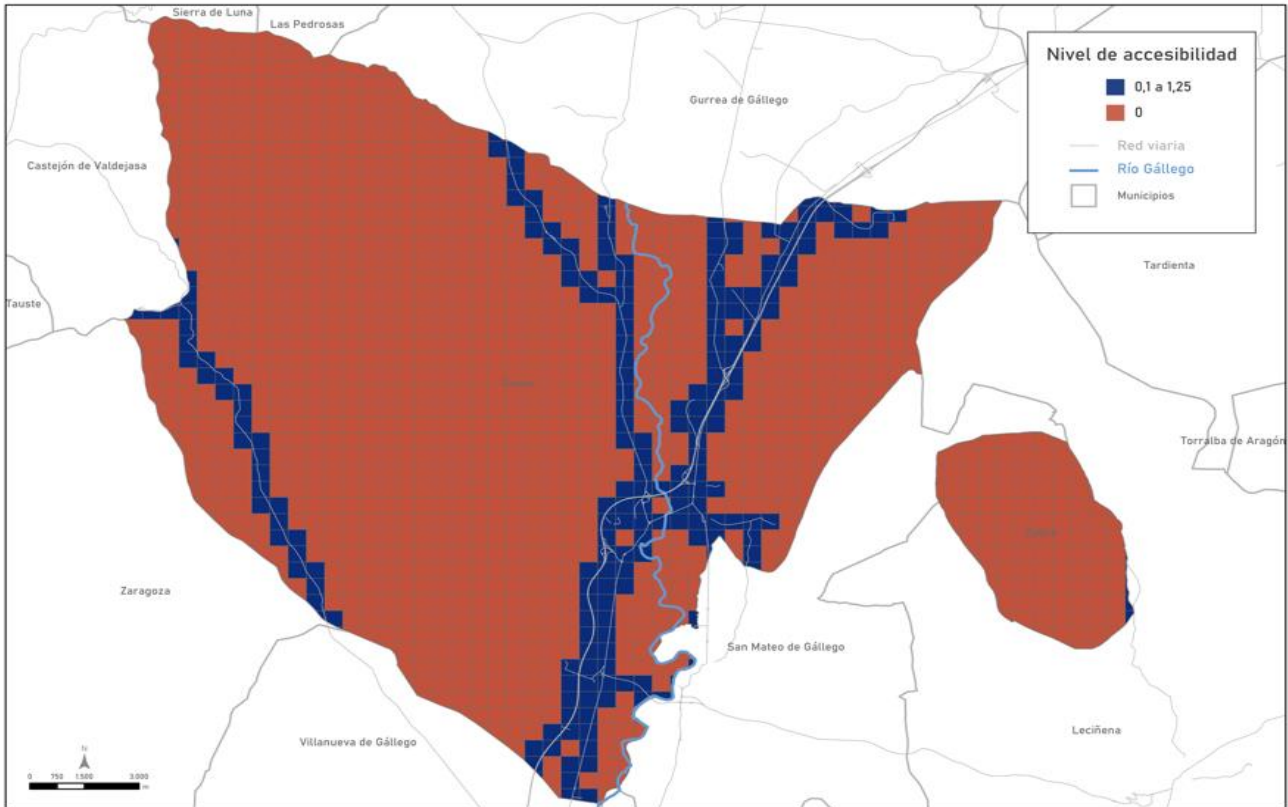 Sierra de Luna
Las Pedrosas
Nivel de accesibilidad
0,1 a 1,25
0
Red viaria
Río Gállego
Municipios
Gurrea de Gállego
Castejón de Valdejasa
Tardienta
Tauste
Torralba de Aragón
Zaragoza
San Mateo de Gállego
Leciñena
Villanueva de Gállego
N
0 750 1.500 3.000
m